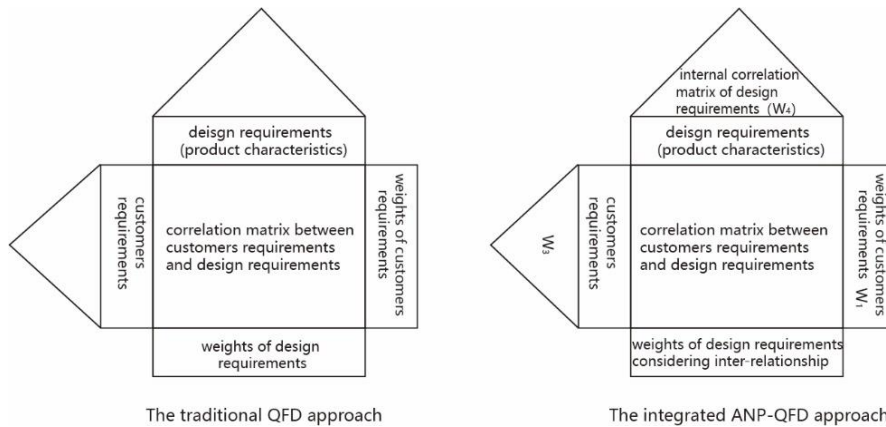 deisgn requirements
(product characteristics)
customers
requirements
correlation matrix between
customers requirements
and design requirements
weights of customers
requirements
weights of design
requirements
The traditional QFD approach
internal correlation
matrix of design
requirements (W₄)
deisgn requirements
(product characteristics)
W₃
customers
requirements
correlation matrix between
customers requirements
and design requirements
weights of customers
requirements W₁
weights of design requirements
considering inter-relationship
The integrated ANP-QFD approach